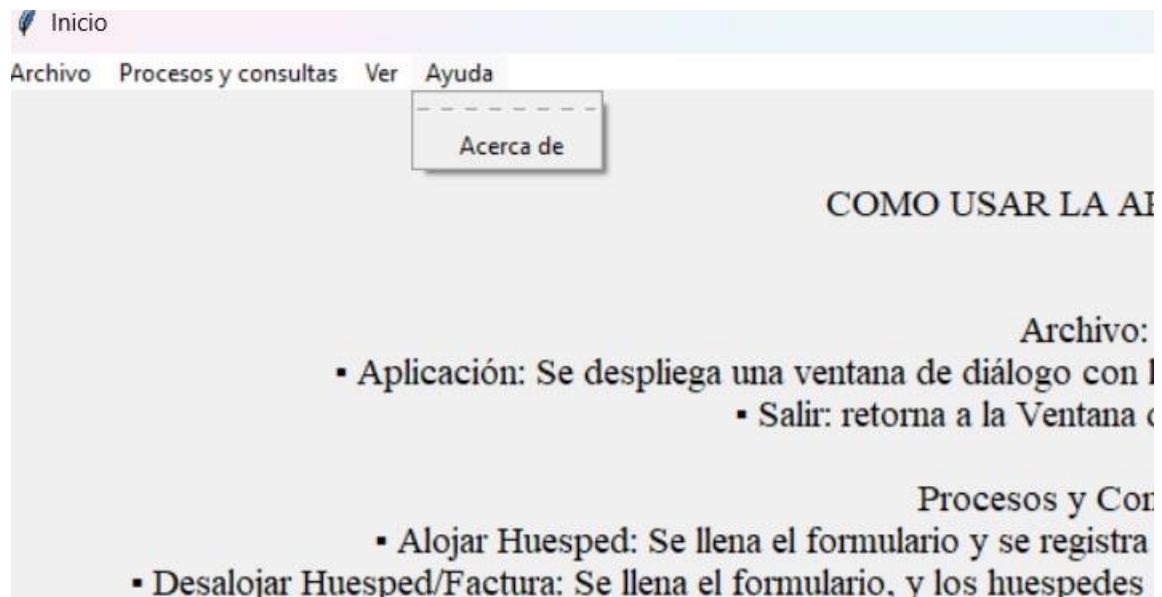 Inicio
Archivo Procesos y consultas Ver Ayuda
Acerca de
COMO USAR LA
Archivo:
▪ Aplicación: Se despliega una ventana de diálogo con
▪ Salir: retorna a la Ventana
Procesos y
▪ Alojar Huesped: Se llena el formulario y se registra
▪ Desalojar Huesped/Factura: Se llena el formulario, y los huespedes